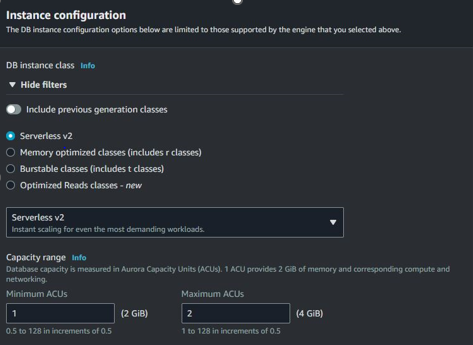 Instance configuration
The DB instance configuration options below are limited to those supported by the engine that you selected above.
DB instance class Info
Hide filters
Include previous generation classes
Serverless v2
Memory optimized classes (includes r classes)
Burstable classes (includes t classes)
Optimized Reads classes - new
Serverless v2
Instant scaling for even the most demanding workloads.
Capacity range Info
Database capacity is measured in Aurora Capacity Units (ACUs). 1 ACU provides 2 GiB of memory and corresponding compute and
networking.
Minimum ACUs Maximum ACUs
1 (2 GiB) 2 (4 GiB)
0.5 to 128 in increments of 0.5 1 to 128 in increments of 0.5